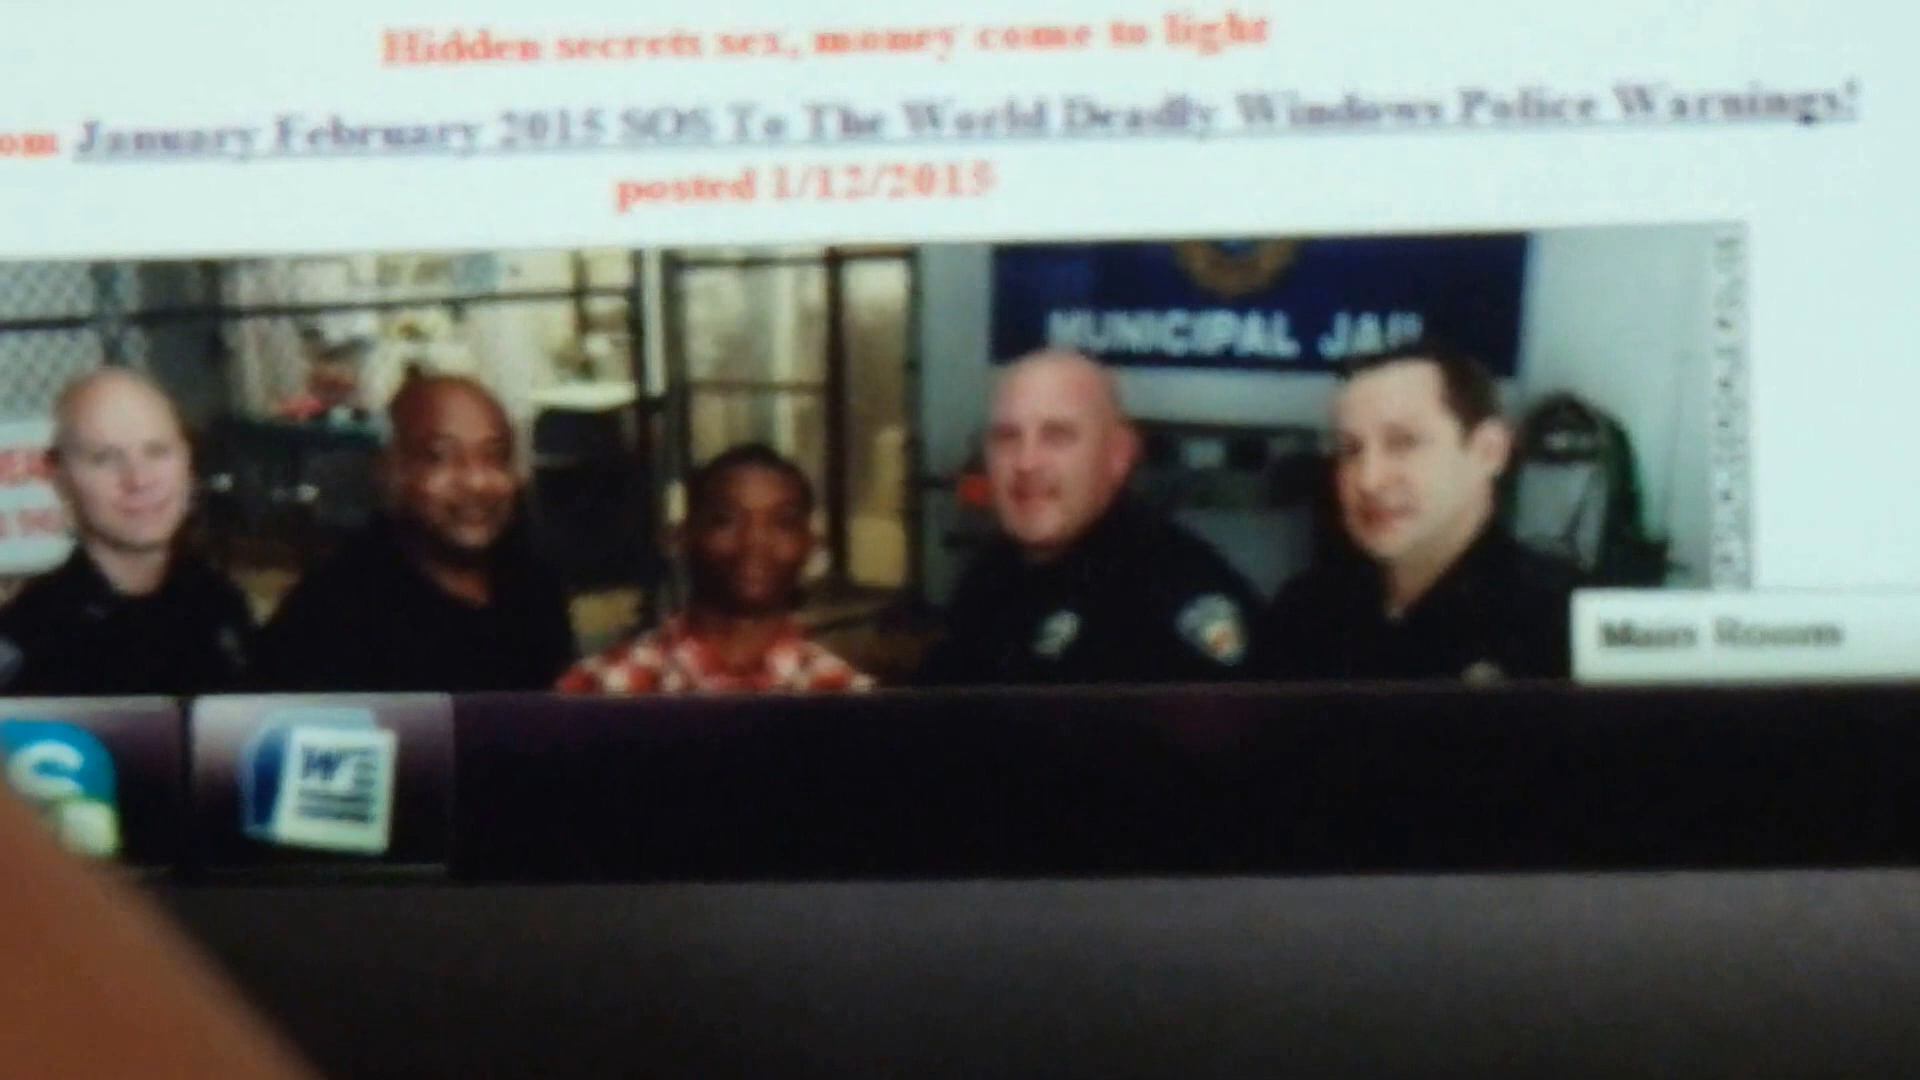 Hidden secrets sex, money come to light
om January February 2015 SOS To The World Deadly Windows Police Warnings!
posted 1/12/2015
MUNICIPAL JAIL
Main Room
S
W